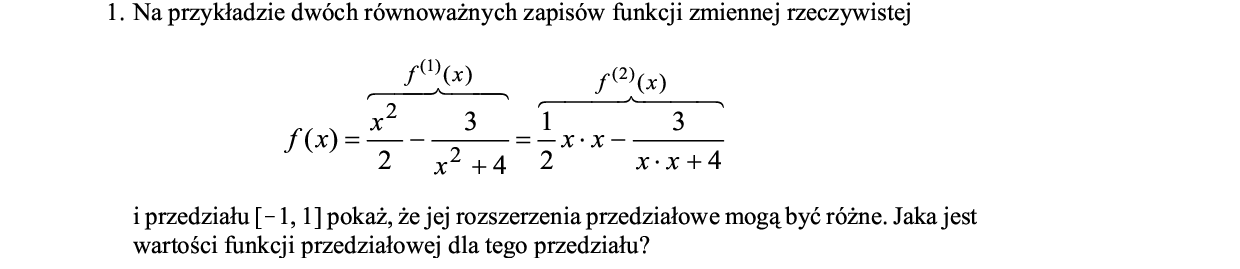 1. Na przykładzie dwóch równoważnych zapisów funkcji zmiennej rzeczywistej
f(x) = \overbrace{\frac{x^2}{2} - \frac{3}{x^2 + 4}}^{f^{(1)}(x)} = \overbrace{\frac{1}{2} x \cdot x - \frac{3}{x \cdot x + 4}}^{f^{(2)}(x)}
i przedziału [−1, 1] pokaż, że jej rozszerzenia przedziałowe mogą być różne. Jaka jest
wartości funkcji przedziałowej dla tego przedziału?